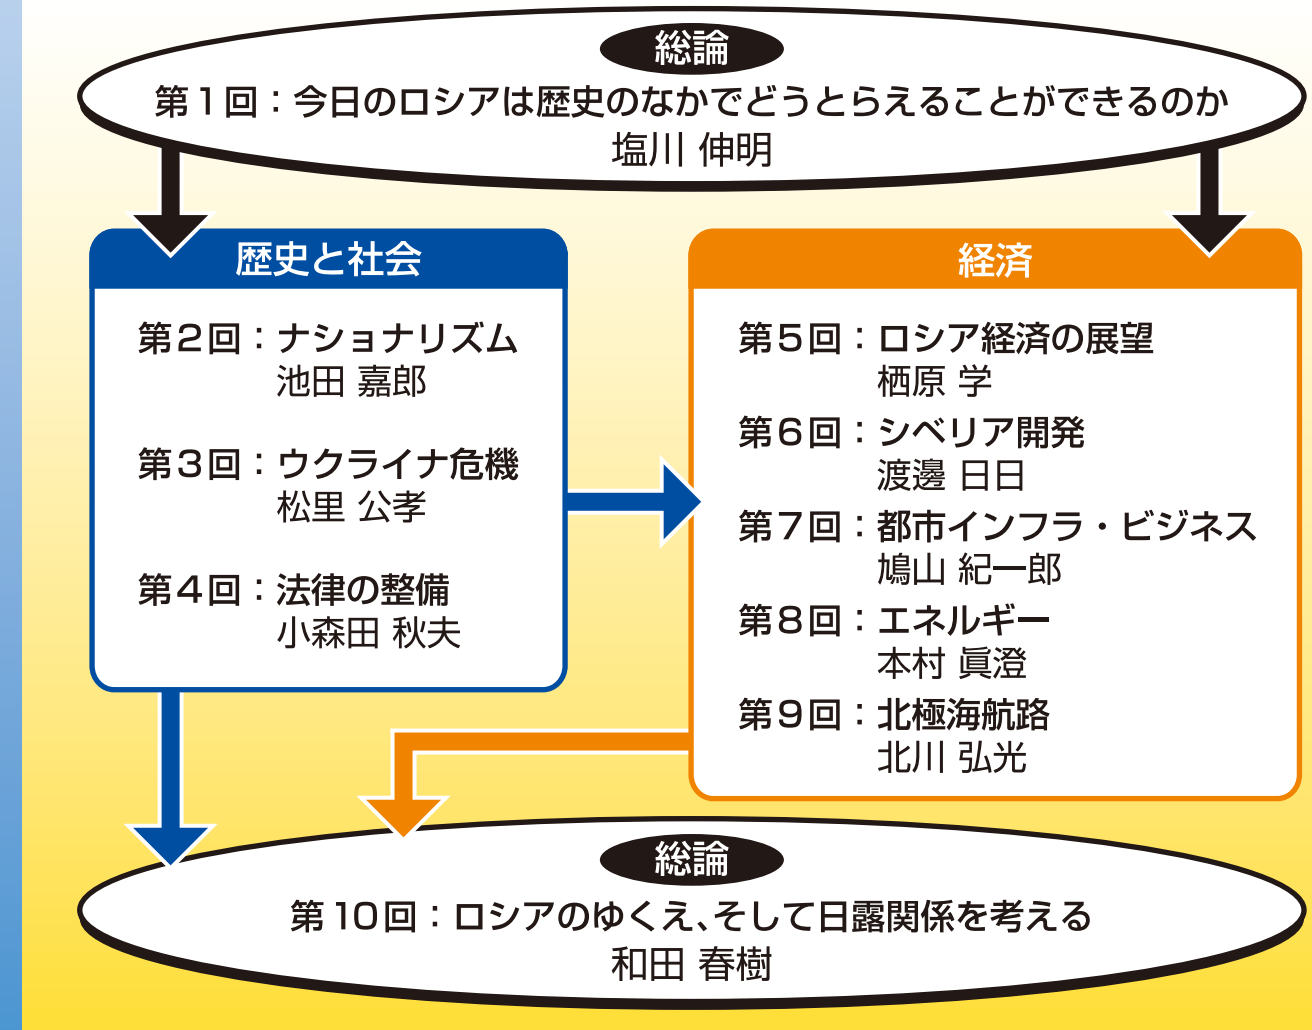 総論
第1回：今日のロシアは歴史のなかでどうとらえることができるのか
塩川 伸明
歴史と社会
第2回：ナショナリズム
池田 嘉郎
第3回：ウクライナ危機
松里 公孝
第4回：法律の整備
小森田 秋夫
経済
第5回：ロシア経済の展望
栖原 学
第6回：シベリア開発
渡邊 日日
第7回：都市インフラ・ビジネス
鳩山 紀一郎
第8回：エネルギー
本村 眞澄
第9回：北極海航路
北川 弘光
総論
第10回：ロシアのゆくえ、そして日露関係を考える
和田 春樹